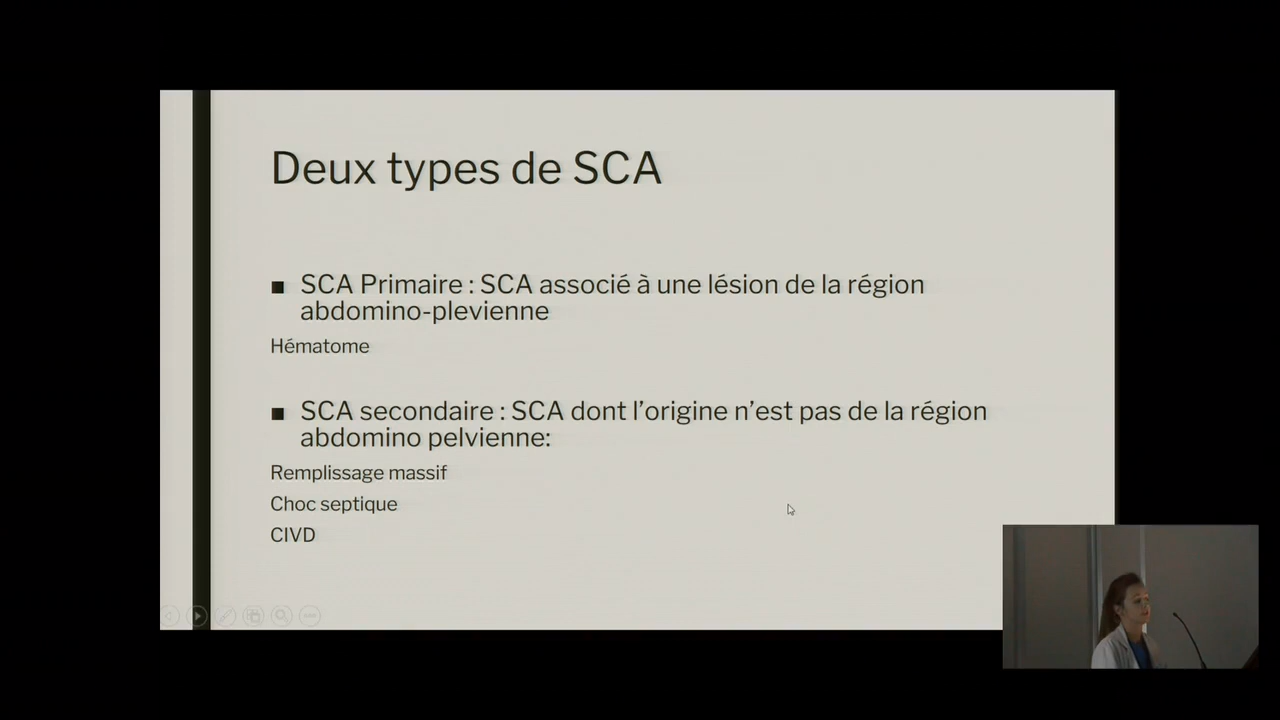 Deux types de SCA
SCA Primaire : SCA associé à une lésion de la région
abdomino-plevienne
Hématome
SCA secondaire : SCA dont l’origine n’est pas de la région
abdomino pelvienne:
Remplissage massif
Choc septique
CIVD